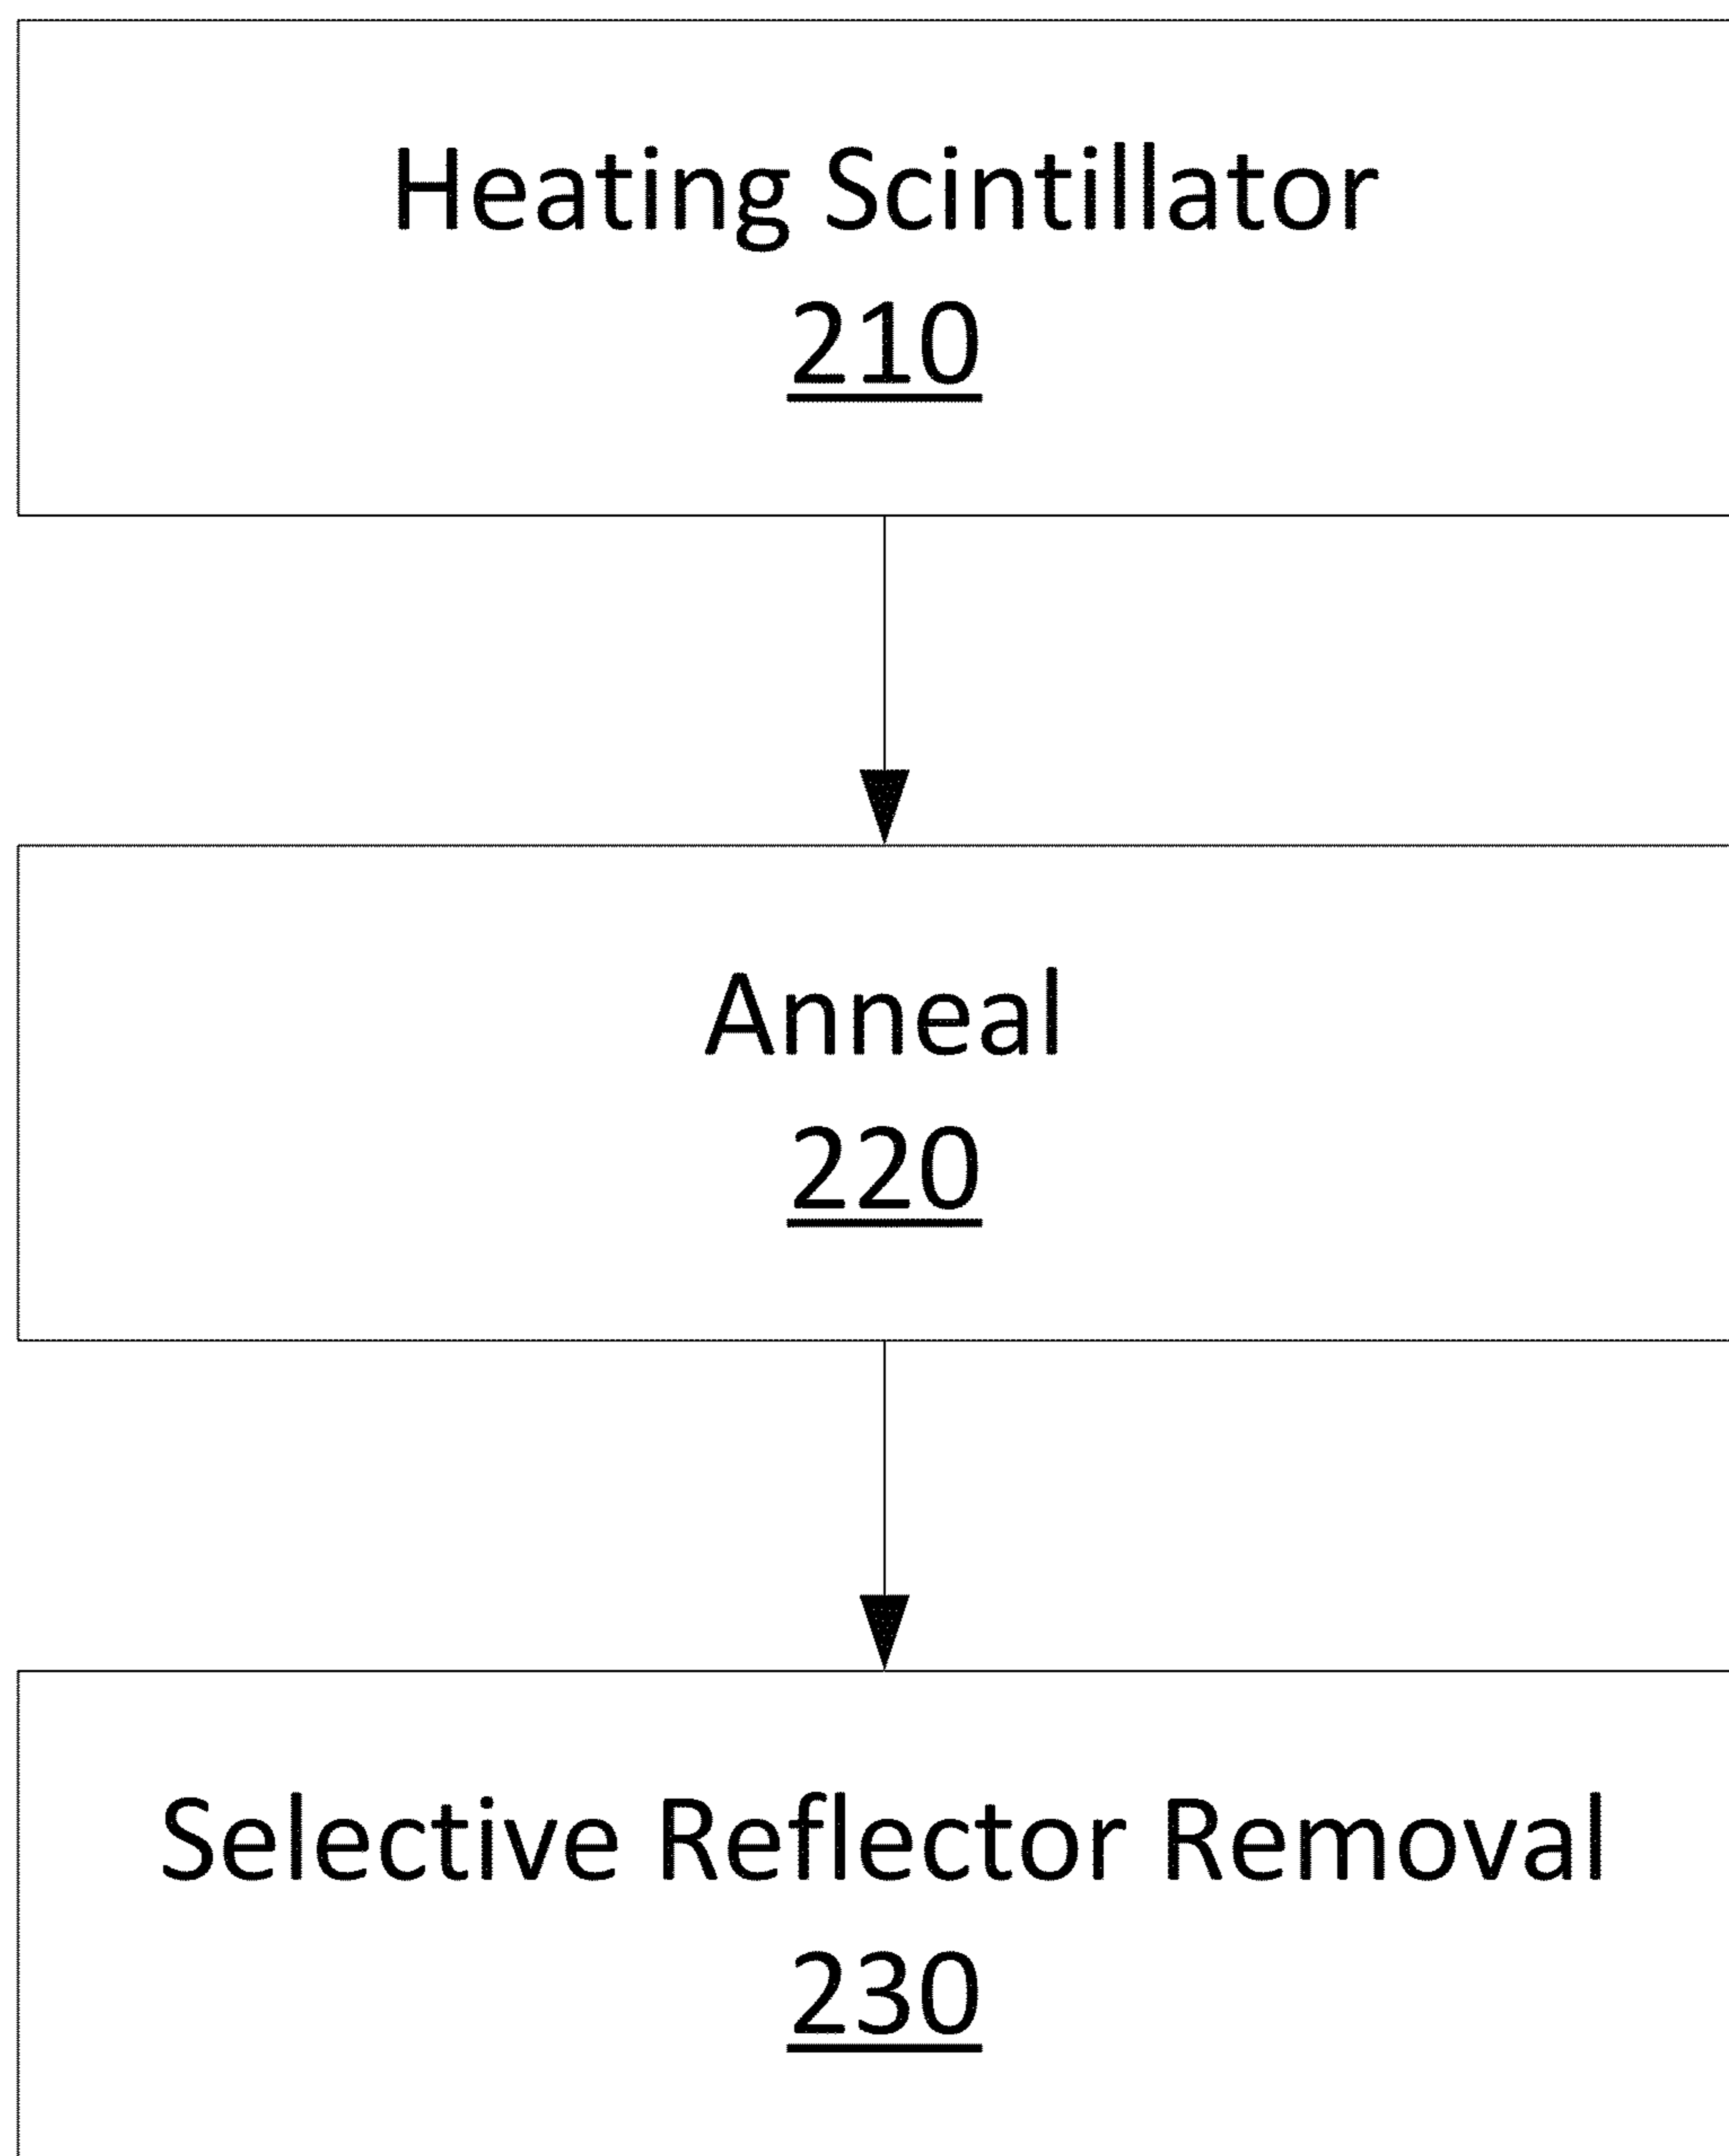 Heating Scintillator
210
Anneal
220
Selective Reflector Removal
230